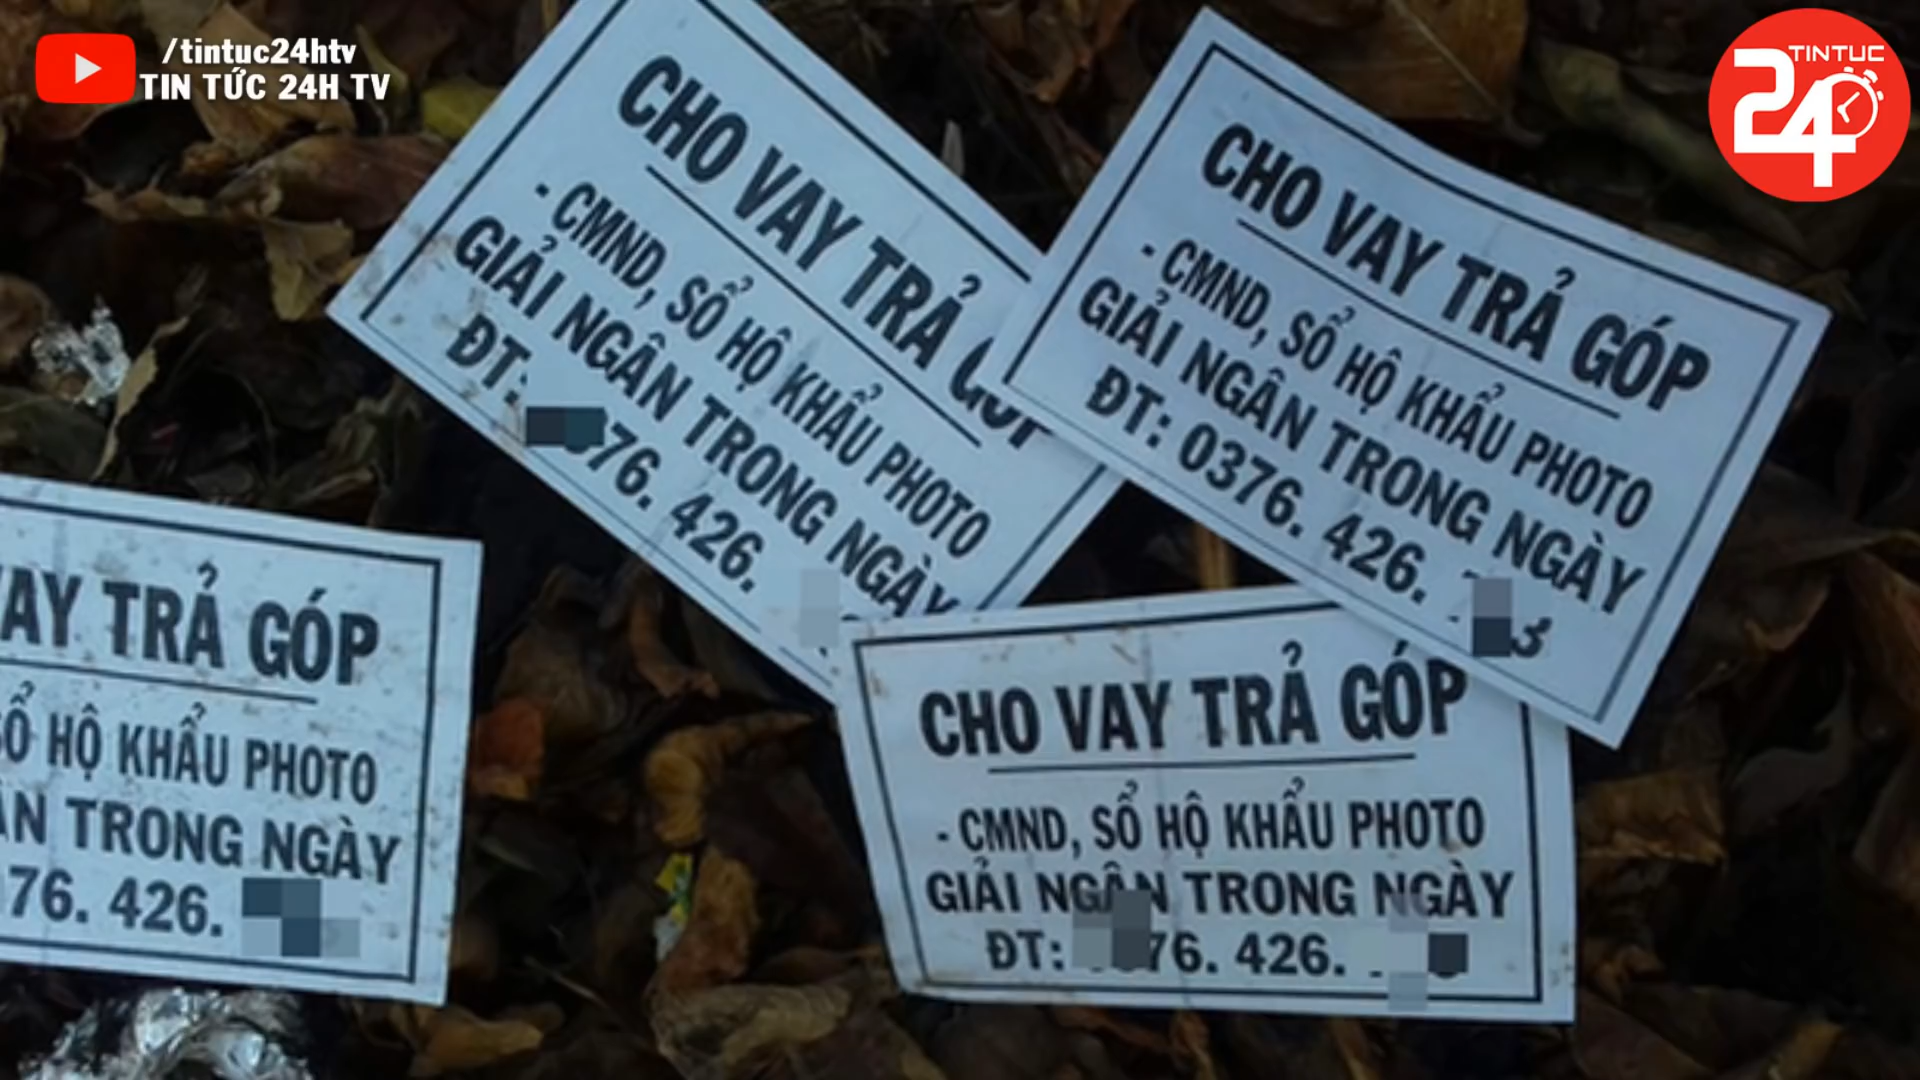 /tintuc24htv
TIN TỨC 24H TV
TINTUC
24
CHO VAY TRẢ GÓP
- CMND, SỔ HỘ KHẨU PHOTO
GIẢI NGÂN TRONG NGÀY
ĐT: 76. 426.
CHO VAY TRẢ GÓP
- CMND, SỔ HỘ KHẨU PHOTO
GIẢI NGÂN TRONG NGÀY
ĐT: 0376. 426. 3
VAY TRẢ GÓP
SỔ HỘ KHẨU PHOTO
ÂN TRONG NGÀY
76. 426.
CHO VAY TRẢ GÓP
- CMND, SỔ HỘ KHẨU PHOTO
GIẢI NGÂN TRONG NGÀY
ĐT: 76. 426.